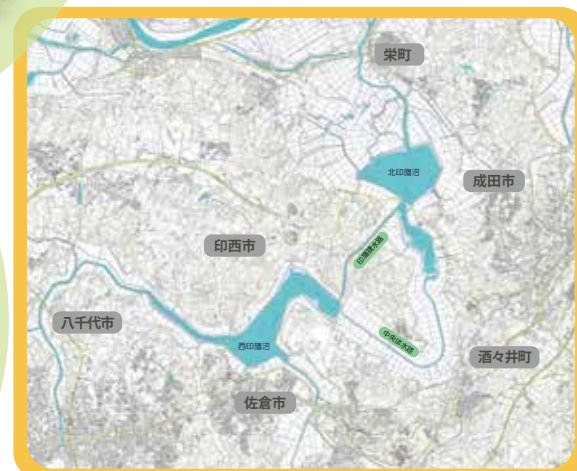 栄町
北印旛沼
成田市
印西市
印旛捷水路
八千代市
西印旛沼
中央排水路
酒々井町
佐倉市